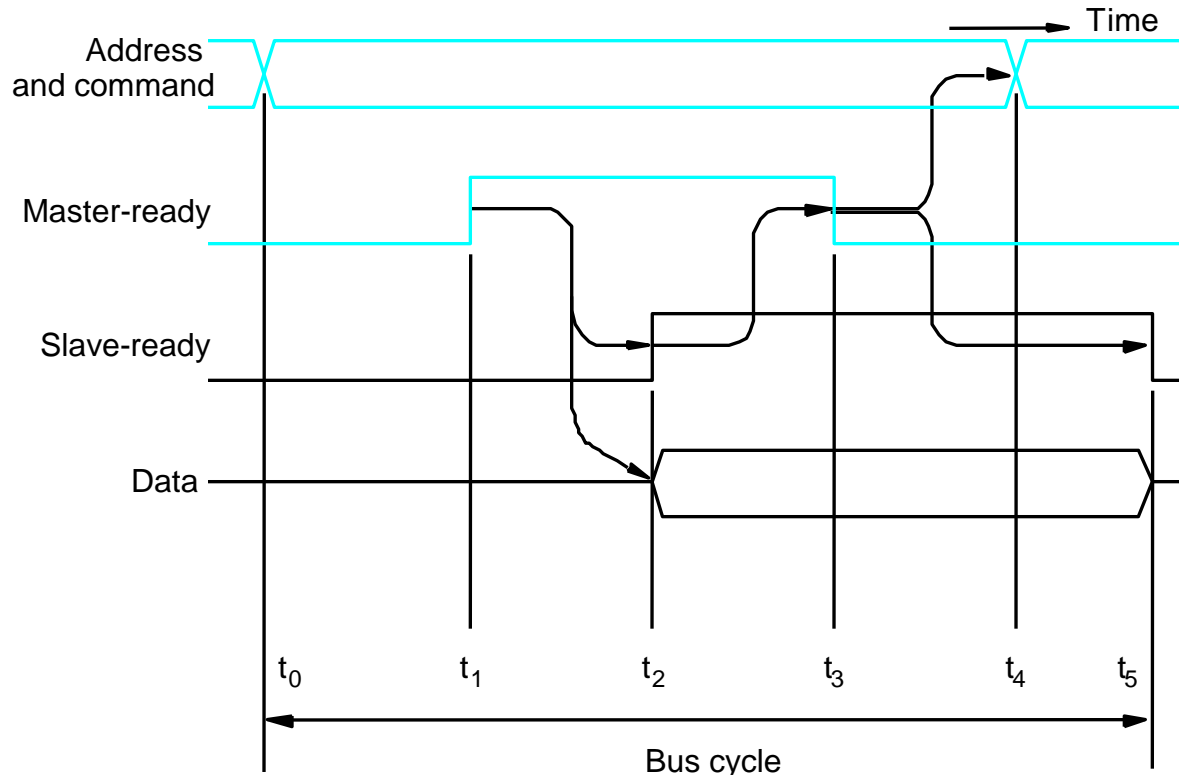 Time
Address
and command
Master-ready
Slave-ready
Data
t0 t1 t2 t3 t4 t5
Bus cycle